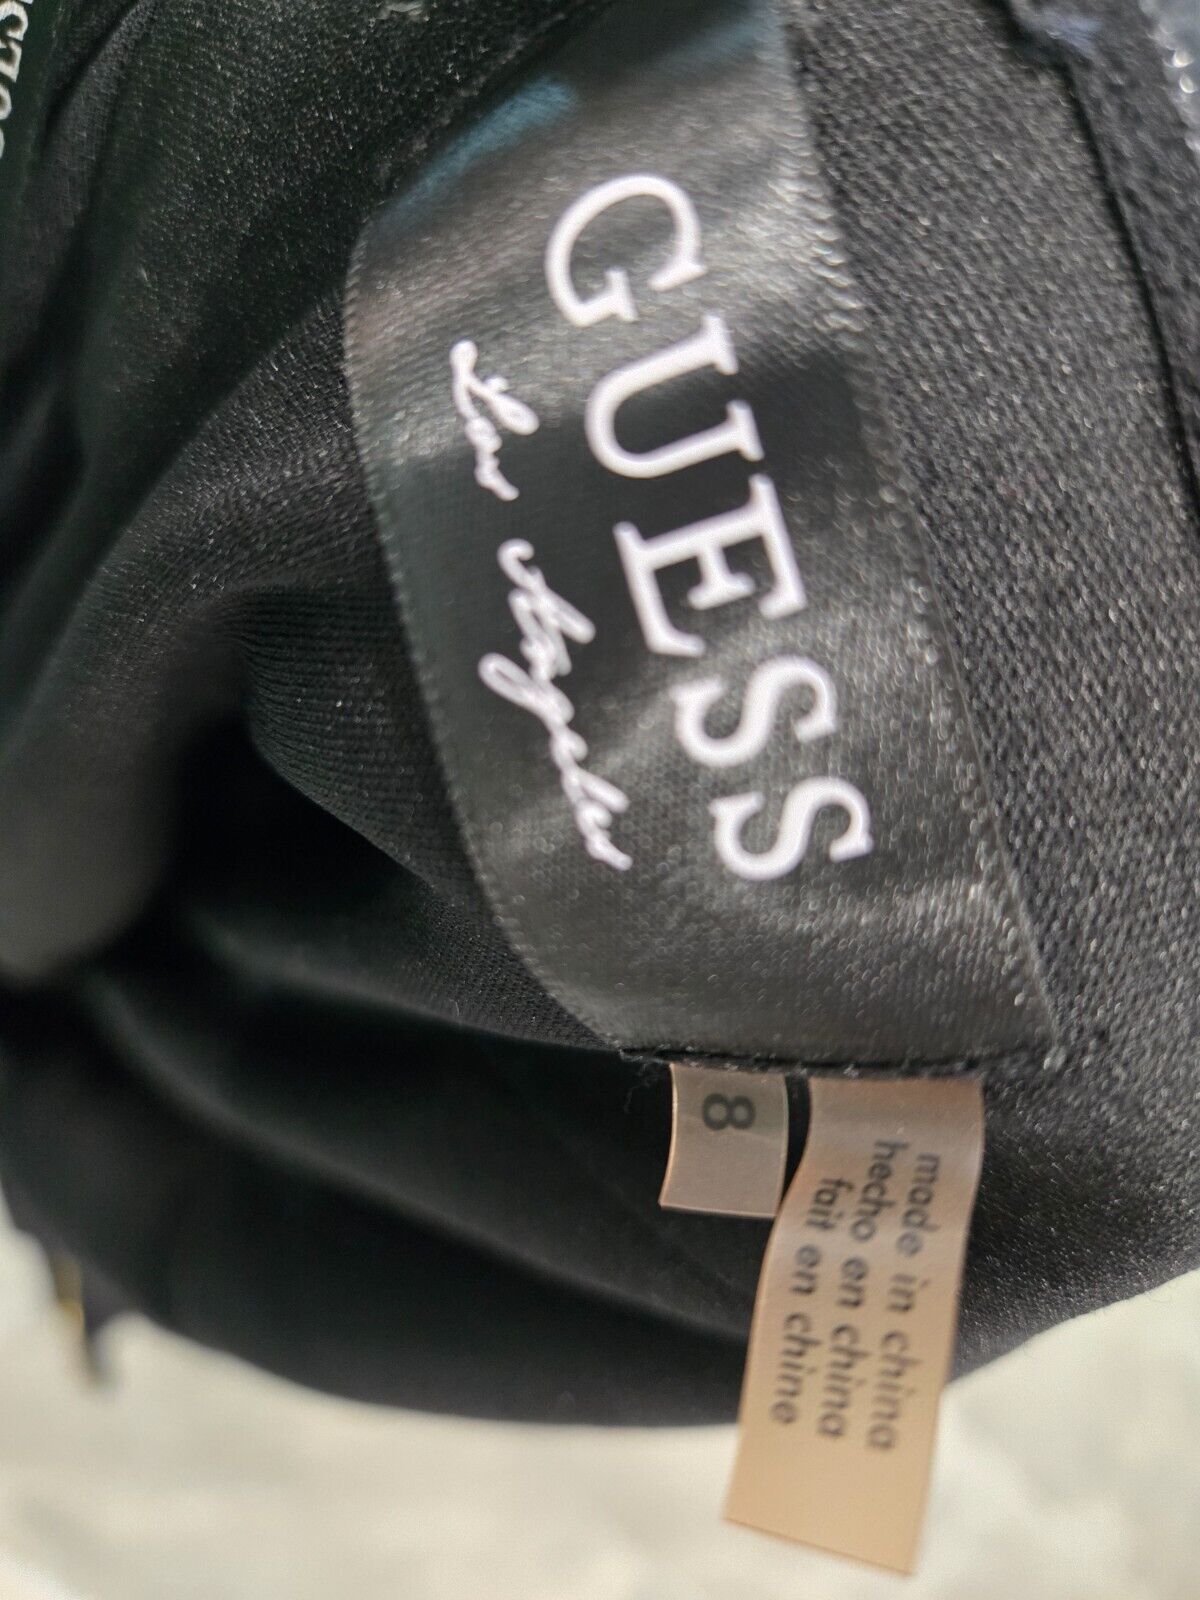 GUESS
Los Angeles
8
made in china
hecho en china
fait en chine